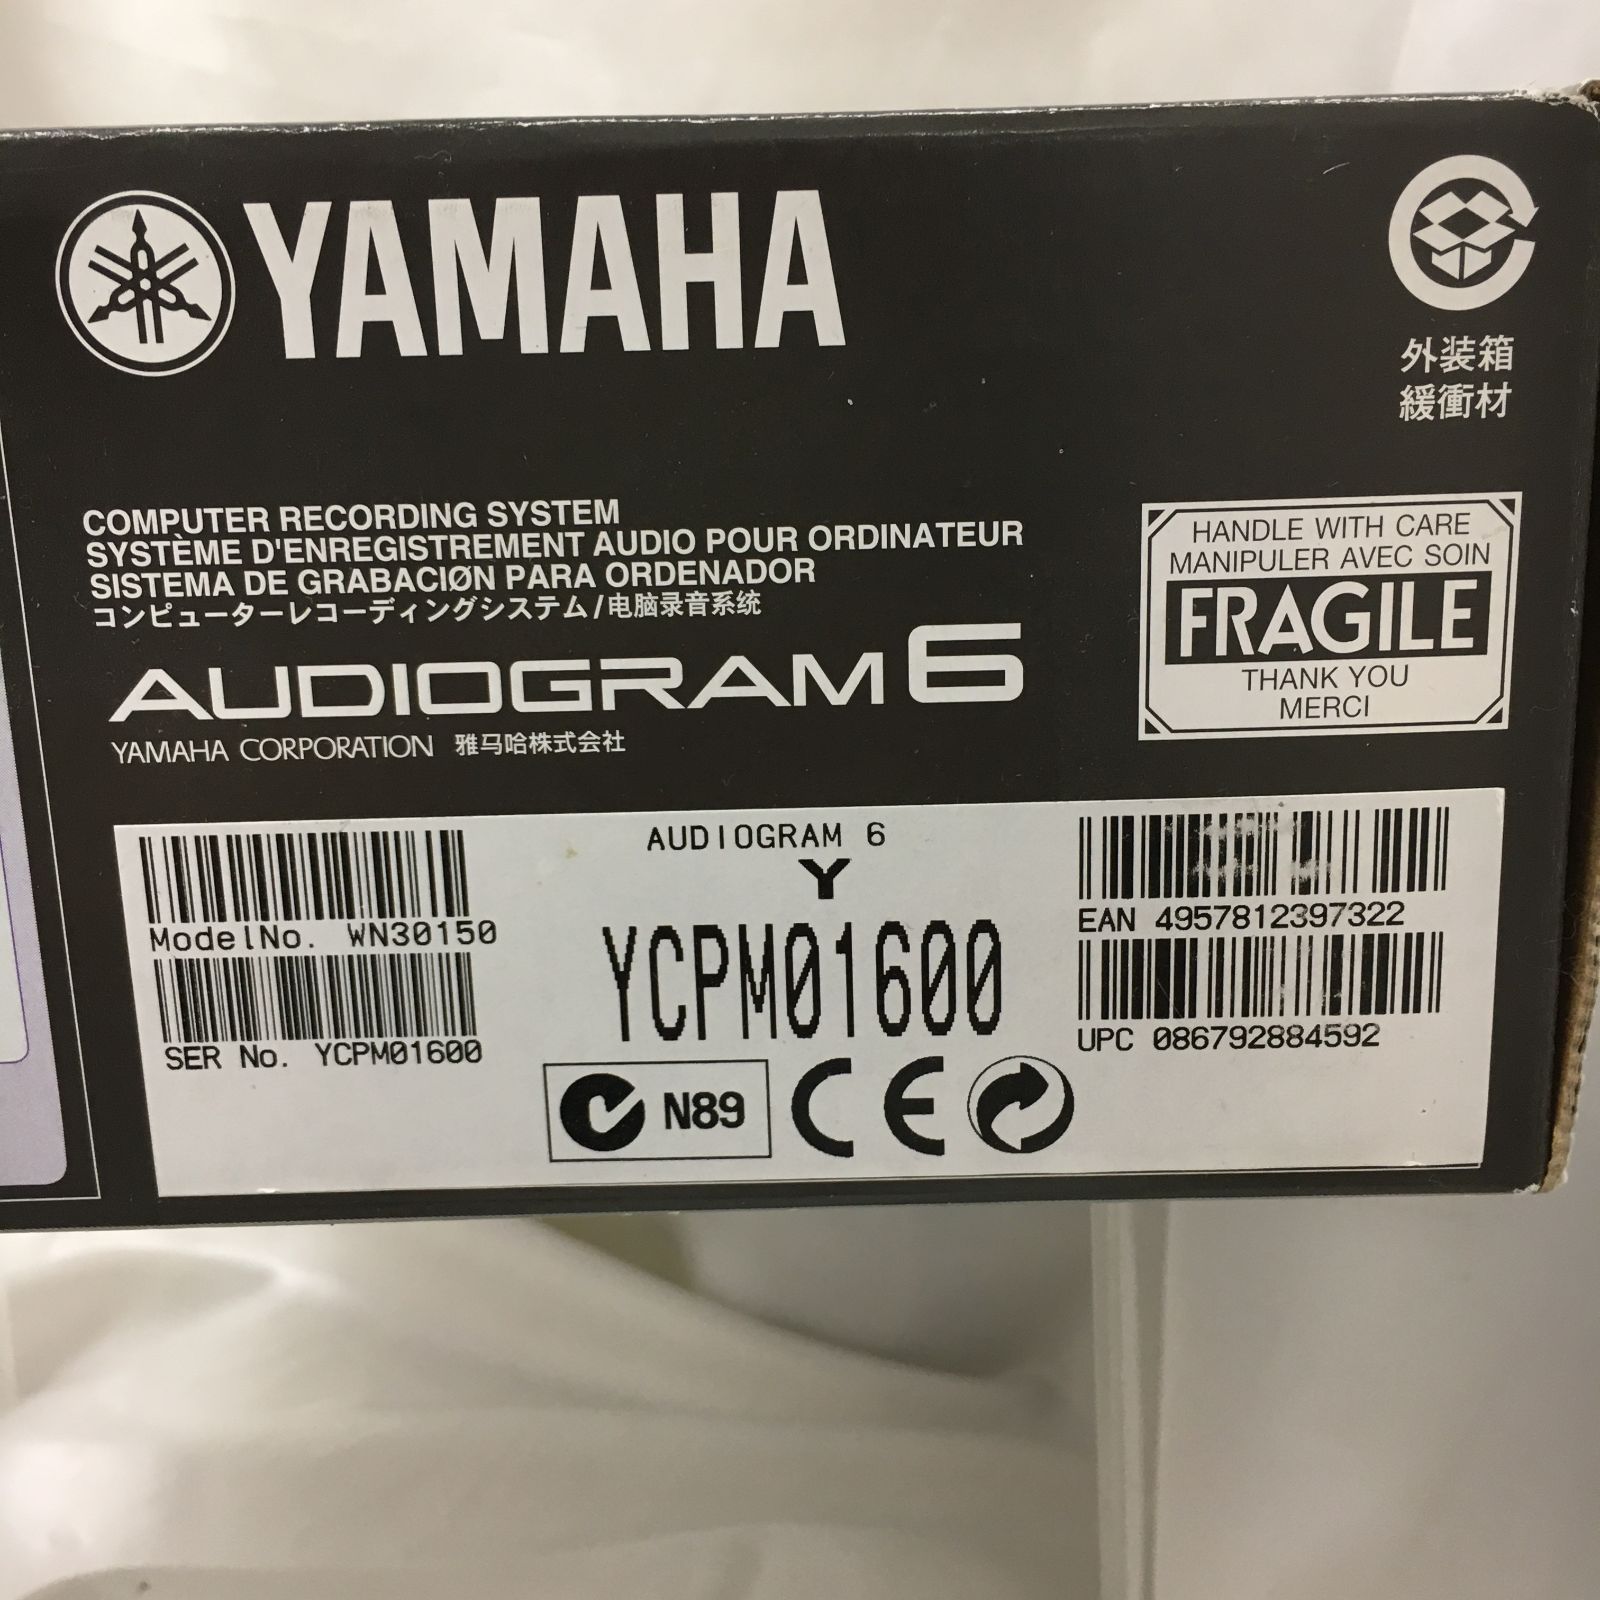 YAMAHA
外装箱
緩衝材
COMPUTER RECORDING SYSTEM
SYSTÈME D'ENREGISTREMENT AUDIO POUR ORDINATEUR
SISTEMA DE GRABACIØN PARA ORDENADOR
コンピューターレコーディングシステム/电脑录音系统
AUDIOGRAM 6
YAMAHA CORPORATION 雅马哈株式会社
HANDLE WITH CARE
MANIPULER AVEC SOIN
FRAGILE
THANK YOU
MERCI
ModelNo. WN30150
SER No. YCPM01600
AUDIOGRAM 6
Y
YCPM01600
N89
CE
EAN 4957812397322
UPC 086792884592